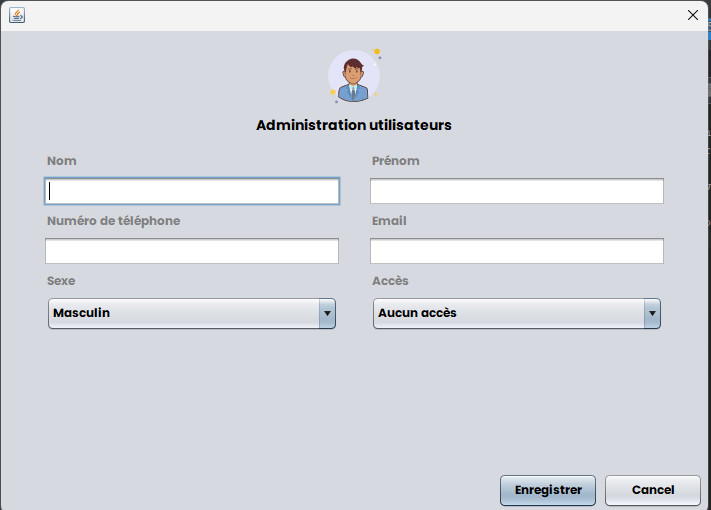 Administration utilisateurs
Nom Prénom
Numéro de téléphone Email
Sexe Accès
Masculin Aucun accès
Enregistrer Cancel